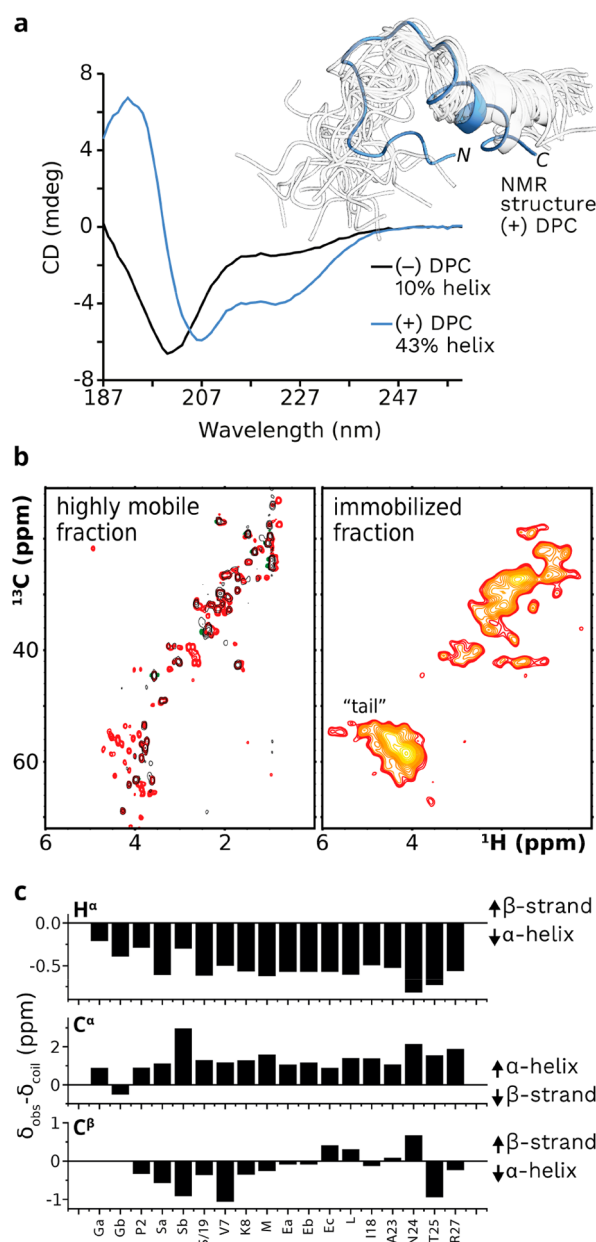 a
8
4
0
-4
-8
CD (mdeg)
187
207
227
247
Wavelength (nm)
N
C
NMR
structure
(+) DPC
(−) DPC
10% helix
(+) DPC
43% helix
b
highly mobile
fraction
immobilized
fraction
"tail"
¹³C (ppm)
40
60
6
4
2
6
4
¹H (ppm)
c
Hα
0.0
-0.5
β-strand
α-helix
Cα
2
0
α-helix
β-strand
Cβ
1
0
-1
β-strand
α-helix
δobs-δcoil (ppm)
Ga
Gb
P2
Sa
Sb
/19
V7
K8
M
Ea
Eb
Ec
L
I18
A23
N24
T25
R27